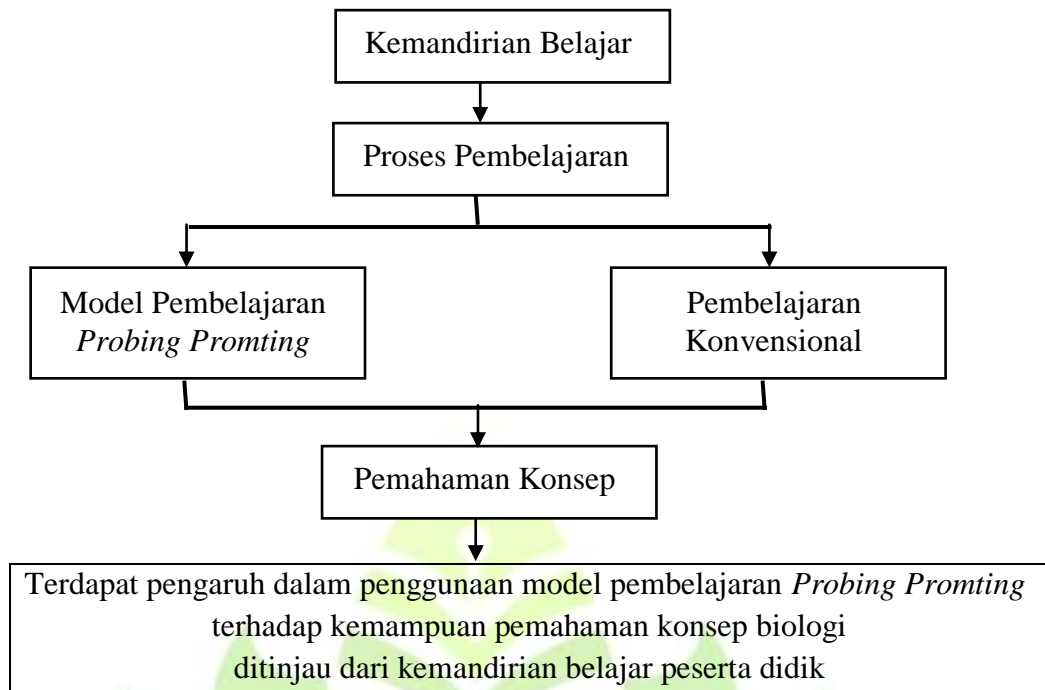 Kemandirian Belajar
Proses Pembelajaran
Model Pembelajaran
Probing Promting
Pembelajaran
Konvensional
Pemahaman Konsep
Terdapat pengaruh dalam penggunaan model pembelajaran Probing Promting
terhadap kemampuan pemahaman konsep biologi
ditinjau dari kemandirian belajar peserta didik